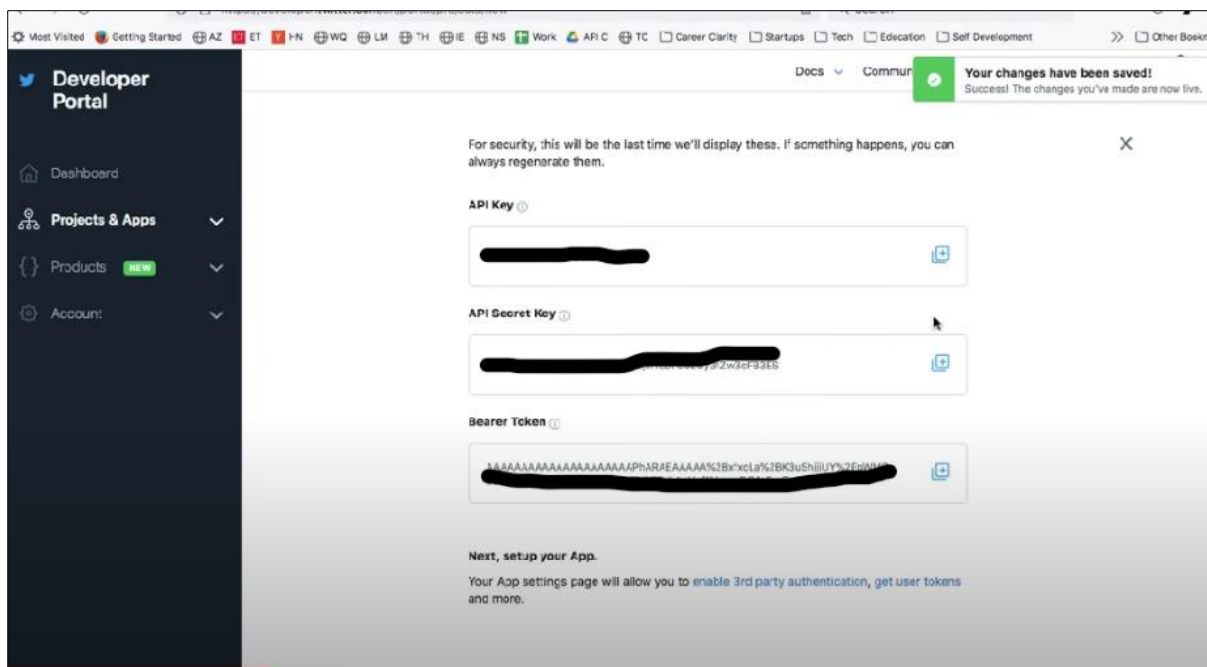 Most Visited Getting Started AZ ET HN WQ LM TH IE NS Work API C TC Career Clarity Startups Tech Education Self Development Other Bookm
Developer
Portal
Docs Commun
Your changes have been saved!
Success! The changes you've made are now live.
For security, this will be the last time we'll display these. If something happens, you can
always regenerate them.
Dashboard
API Key
Projects & Apps
Products NEW
Account
API Secret Key
Bearer Token
Next, setup your App.
Your App settings page will allow you to enable 3rd party authentication, get user tokens
and more.